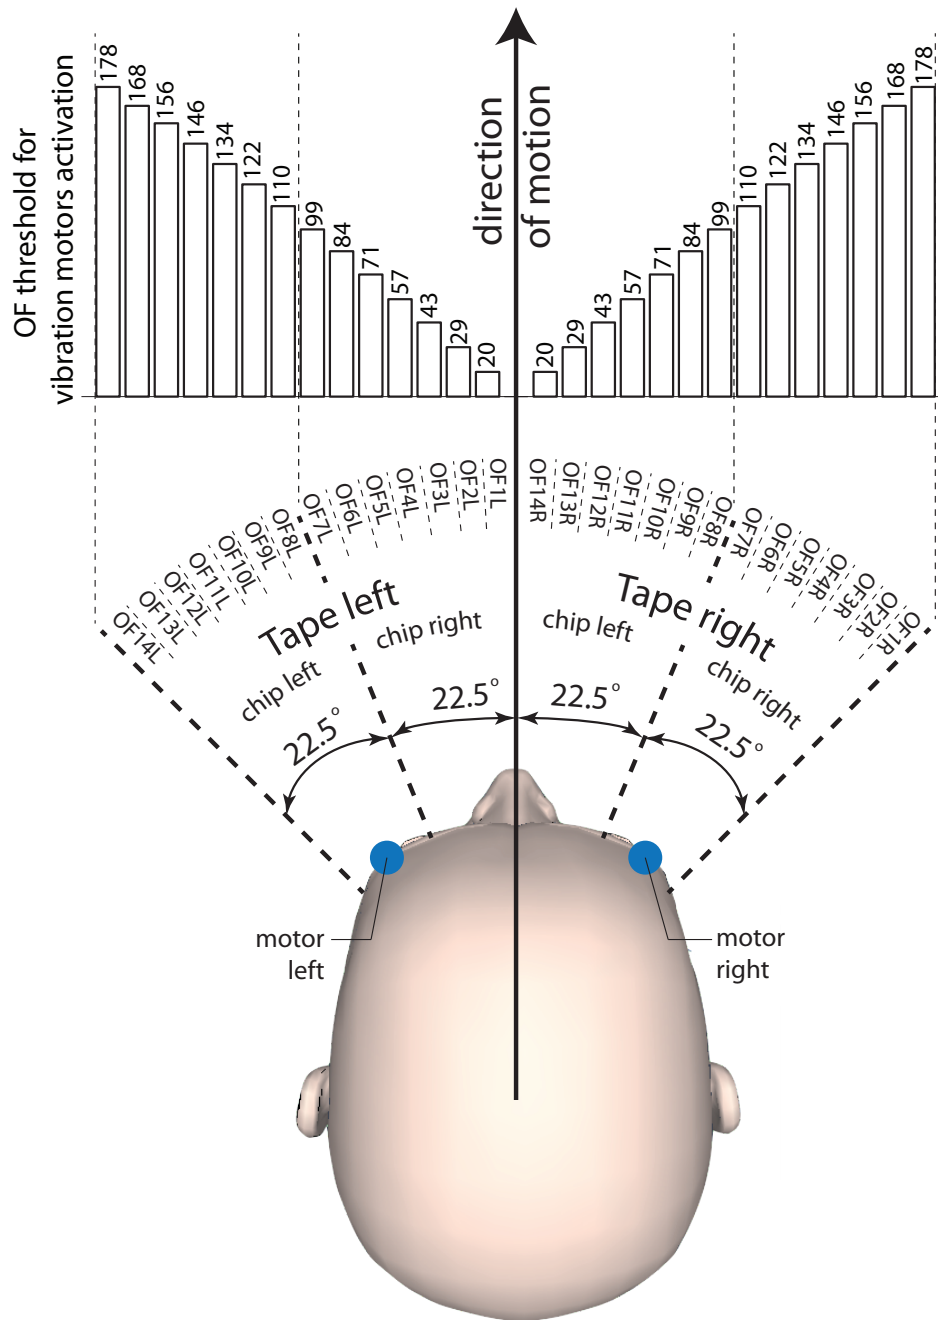 OF threshold for
vibration motors activation
178
168
156
146
134
122
110
99
84
71
57
43
29
20
direction
of motion
20
29
43
57
71
84
99
110
122
134
146
156
168
178
OF14L
OF13L
OF12L
OF11L
OF10L
OF9L
OF8L
OF7L
OF6L
OF5L
OF4L
OF3L
OF2L
OF1L
OF14R
OF13R
OF12R
OF11R
OF10R
OF9R
OF8R
OF7R
OF6R
OF5R
OF4R
OF3R
OF2R
OF1R
Tape left
chip left
chip right
Tape right
chip left
chip right
22.5°
22.5°
22.5°
22.5°
motor
left
motor
right